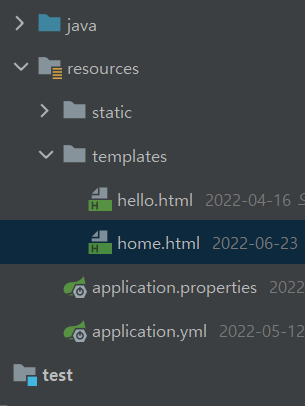 java
resources
static
templates
hello.html 2022-04-16
home.html 2022-06-23
application.properties 2022
application.yml 2022-05-12
test